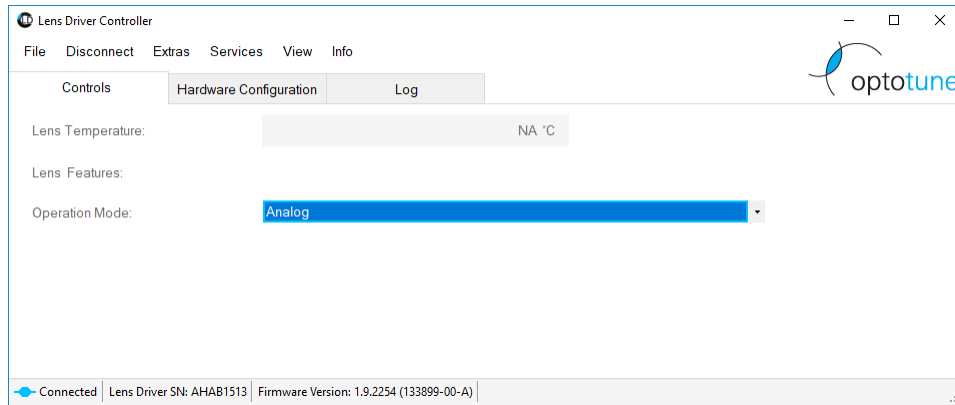 Lens Driver Controller
File Disconnect Extras Services View Info
optotune
Controls Hardware Configuration Log
Lens Temperature: NA °C
Lens Features:
Operation Mode: Analog
Connected Lens Driver SN: AHAB1513 Firmware Version: 1.9.2254 (133899-00-A)